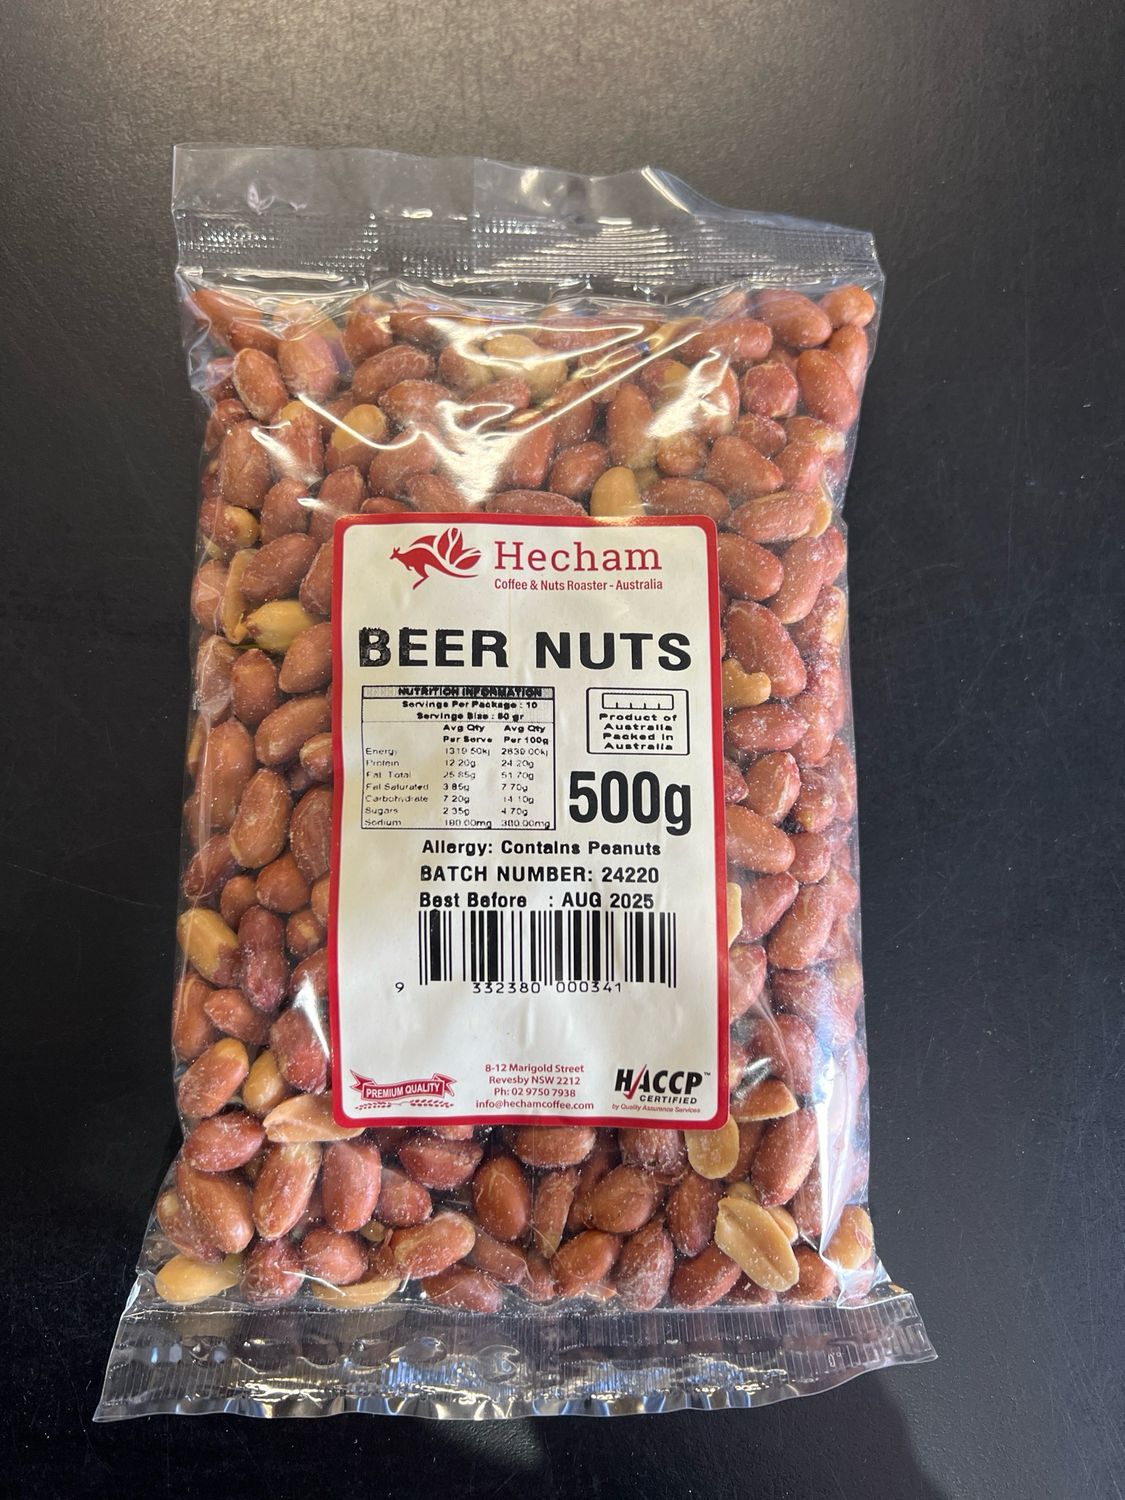 Hecham
Coffee & Nuts Roaster - Australia
BEER NUTS
NUTRITION INFORMATION
Servings Per Package : 10
Servings Size : 50 gr
Avg Qty Avg Qty
Per Serve Per 100g
Energy 1319.50kj 2639.00kj
Protein 12.20g 24.20g
Fat Total 25.85g 51.70g
Fat Saturated 3.85g 7.70g
Carbohydrate 7.20g 14.10g
Sugars 2.35g 4.70g
Sodium 190.00mg 380.00mg
Product of
Australia
Packed in
Australia
500g
Allergy: Contains Peanuts
BATCH NUMBER: 24220
Best Before : AUG 2025
9 332380 000341
PREMIUM QUALITY
8-12 Marigold Street
Revesby NSW 2212
Ph: 02 9750 7938
info@hechamcoffee.com
HACCP™
CERTIFIED
by Quality Assurance Services